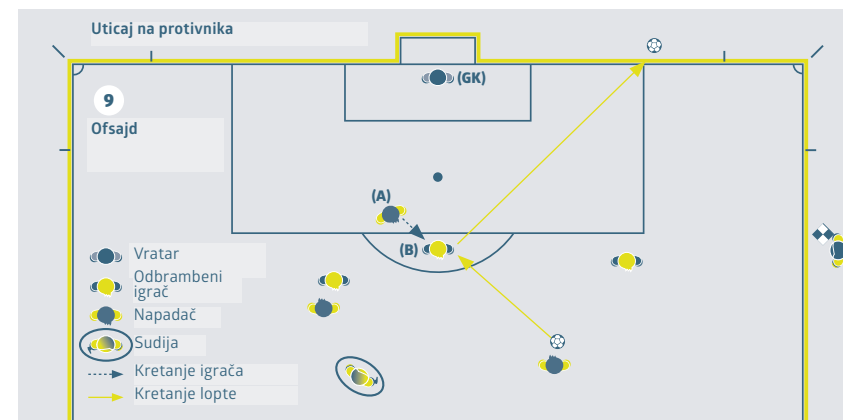 Uticaj na protivnika
(GK)
9
Ofsajd
(A)
(B)
Vratar
Odbrambeni
igrač
Napadač
Sudija
Kretanje igrača
Kretanje lopte